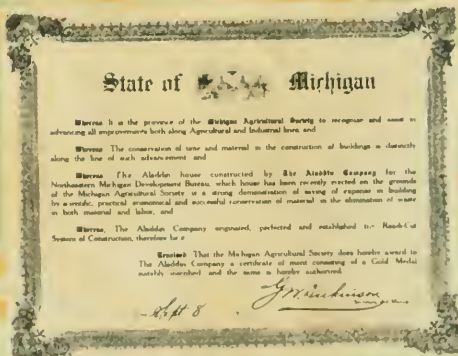 State of Michigan
Whereas It is the province of the Michigan Agricultural Society to recognize and assist in
advancing all improvements both along Agricultural and Industrial lines, and
Whereas The conservation of time and material in the construction of buildings is distinctly
along the line of such advancement and
Whereas The Aladdin house constructed by The Aladdin Company for the
Northeastern Michigan Development Bureau, which house has been recently erected on the grounds
of the Michigan Agricultural Society is a strong demonstration of saving of expense in building
by scientific, practical economical and successful conservation of material in the elimination of waste
in both material and labor, and
Whereas, The Aladdin Company originated, perfected and established its Readi-Cut
System of Construction, therefore be it
Resolved That the Michigan Agricultural Society does hereby award to
The Aladdin Company a certificate of merit consisting of a Gold Medal
suitably inscribed and the same is hereby authorized.
Sept 8